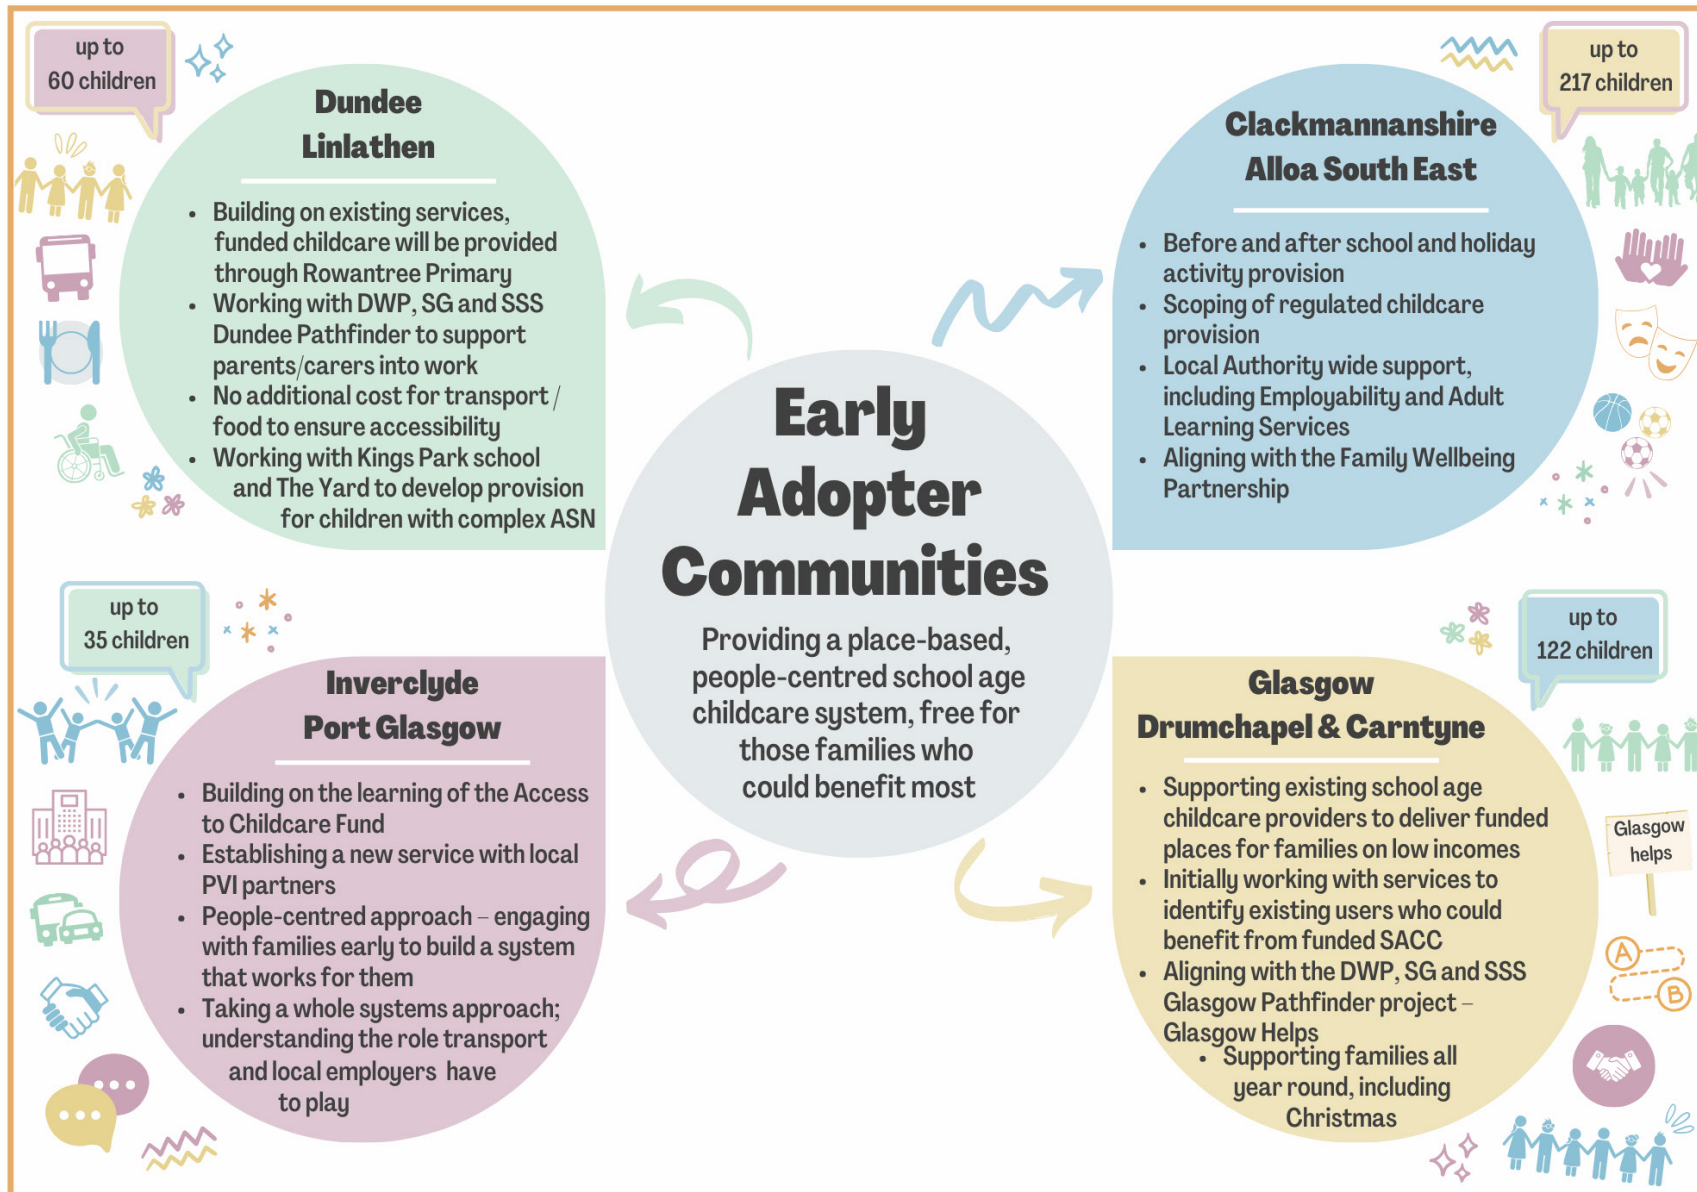 up to
60 children
Dundee
Linlathen
• Building on existing services,
funded childcare will be provided
through Rowantree Primary
• Working with DWP, SG and SSS
Dundee Pathfinder to support
parents/carers into work
• No additional cost for transport /
food to ensure accessibility
• Working with Kings Park school
and The Yard to develop provision
for children with complex ASN
up to
217 children
Clackmannanshire
Alloa South East
• Before and after school and holiday
activity provision
• Scoping of regulated childcare
provision
• Local Authority wide support,
including Employability and Adult
Learning Services
• Aligning with the Family Wellbeing
Partnership
Early
Adopter
Communities
Providing a place-based,
people-centred school age
childcare system, free for
those families who
could benefit most
up to
35 children
Inverclyde
Port Glasgow
• Building on the learning of the Access
to Childcare Fund
• Establishing a new service with local
PVI partners
• People-centred approach – engaging
with families early to build a system
that works for them
• Taking a whole systems approach;
understanding the role transport
and local employers have
to play
up to
122 children
Glasgow
Drumchapel & Carntyne
• Supporting existing school age
childcare providers to deliver funded
places for families on low incomes
• Initially working with services to
identify existing users who could
benefit from funded SACC
• Aligning with the DWP, SG and SSS
Glasgow Pathfinder project –
Glasgow Helps
• Supporting families all
year round, including
Christmas
Glasgow
helps
A
B